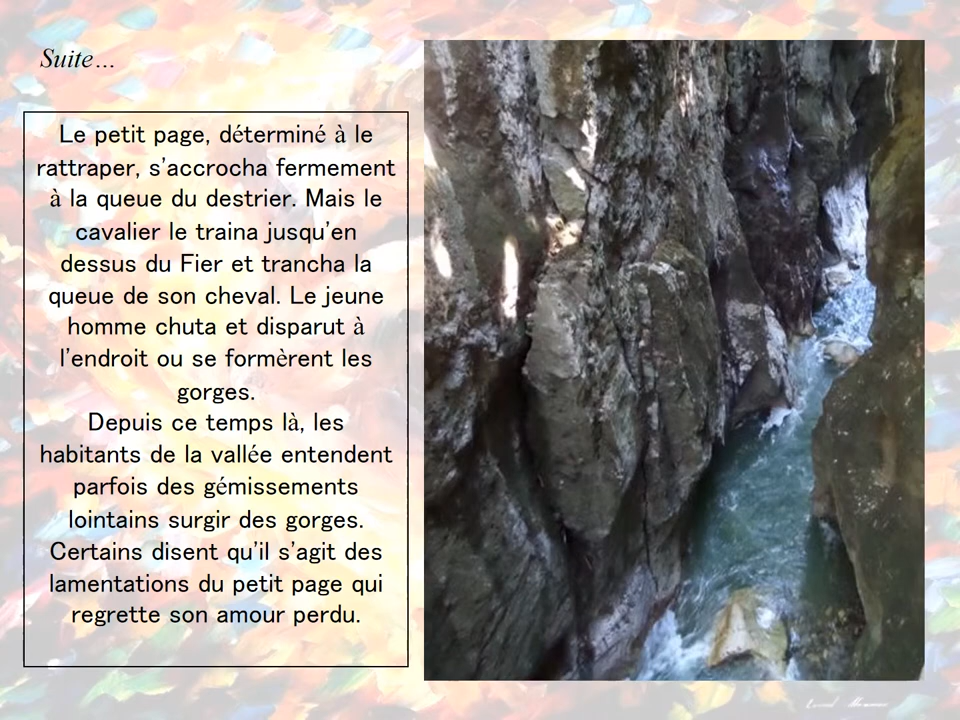 Suite…
Le petit page, déterminé à le
rattraper, s'accrocha fermement
à la queue du destrier. Mais le
cavalier le traina jusqu'en
dessus du Fier et trancha la
queue de son cheval. Le jeune
homme chuta et disparut à
l'endroit ou se formèrent les
gorges.
Depuis ce temps là, les
habitants de la vallée entendent
parfois des gémissements
lointains surgir des gorges.
Certains disent qu'il s'agit des
lamentations du petit page qui
regrette son amour perdu.